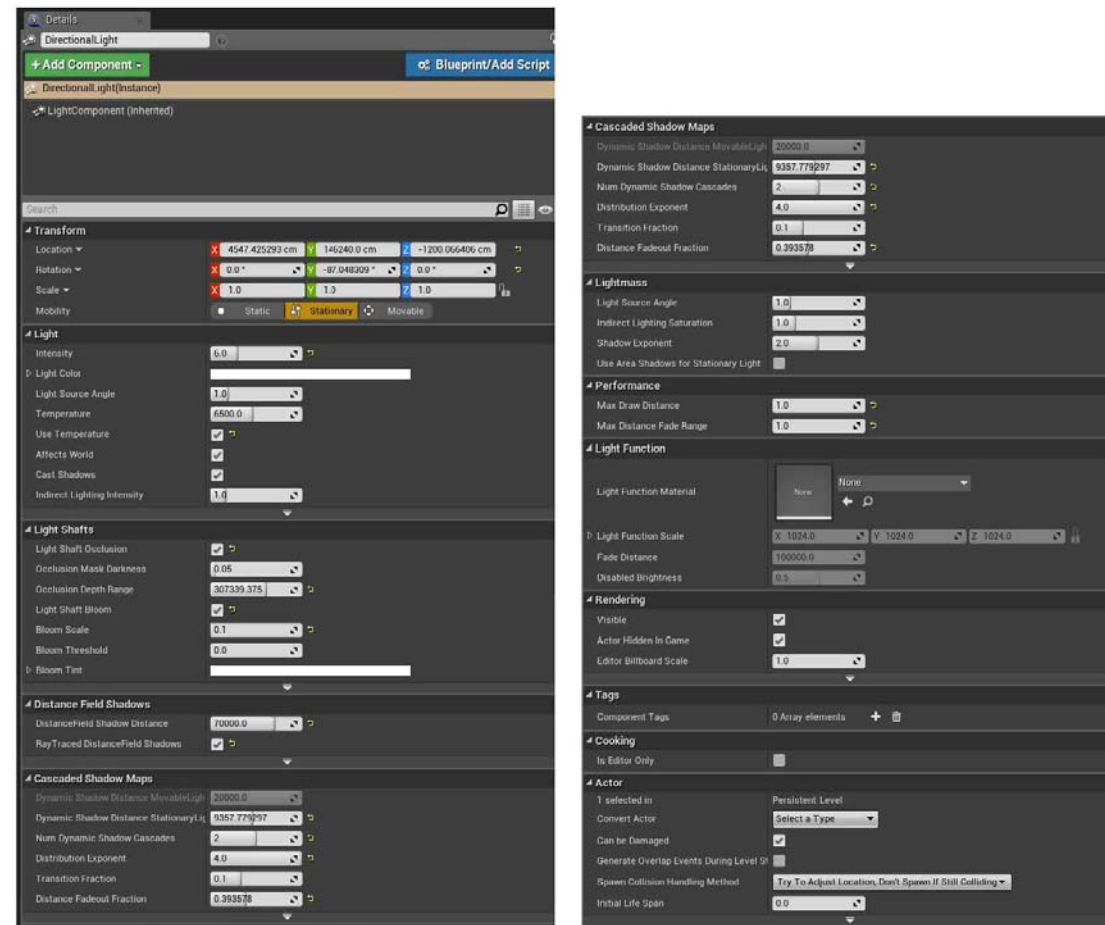 Details
DirectionalLight
+Add Component
Blueprint/Add Script
DirectionalLight(Instance)
LightComponent (Inherited)
Search
Transform
Location X 4547.425293 cm Y 146240.0 cm Z -1200.066406 cm
Rotation X 0.0 ° Y -87.048309 ° Z 0.0 °
Scale X 1.0 Y 1.0 Z 1.0
Mobility Static Stationary Movable
Light
Intensity 6.0
Light Color
Light Source Angle 1.0
Temperature 6500.0
Use Temperature
Affects World
Cast Shadows
Indirect Lighting Intensity 1.0
Light Shafts
Light Shaft Occlusion
Occlusion Mask Darkness 0.05
Occlusion Depth Range 307339.375
Light Shaft Bloom
Bloom Scale 0.1
Bloom Threshold 0.0
Bloom Tint
Distance Field Shadows
DistanceField Shadow Distance 70000.0
RayTraced DistanceField Shadows
Cascaded Shadow Maps
Dynamic Shadow Distance MovableLigh 20000.0
Dynamic Shadow Distance StationaryLig 9357.779297
Num Dynamic Shadow Cascades 2
Distribution Exponent 4.0
Transition Fraction 0.1
Distance Fadeout Fraction 0.393578
Cascaded Shadow Maps
Dynamic Shadow Distance MovableLigh 20000.0
Dynamic Shadow Distance StationaryLig 9357.779297
Num Dynamic Shadow Cascades 2
Distribution Exponent 4.0
Transition Fraction 0.1
Distance Fadeout Fraction 0.393578
Lightmass
Light Source Angle 1.0
Indirect Lighting Saturation 1.0
Shadow Exponent 2.0
Use Area Shadows for Stationary Light
Performance
Max Draw Distance 1.0
Max Distance Fade Range 1.0
Light Function
Light Function Material None None
Light Function Scale X 1024.0 Y 1024.0 Z 1024.0
Fade Distance 100000.0
Disabled Brightness 0.5
Rendering
Visible
Actor Hidden In Game
Editor Billboard Scale 1.0
Tags
Component Tags 0 Array elements
Cooking
Is Editor Only
Actor
1 selected in Persistent Level
Convert Actor Select a Type
Can be Damaged
Generate Overlap Events During Level St
Spawn Collision Handling Method Try To Adjust Location, Don't Spawn If Still Colliding
Initial Life Span 0.0